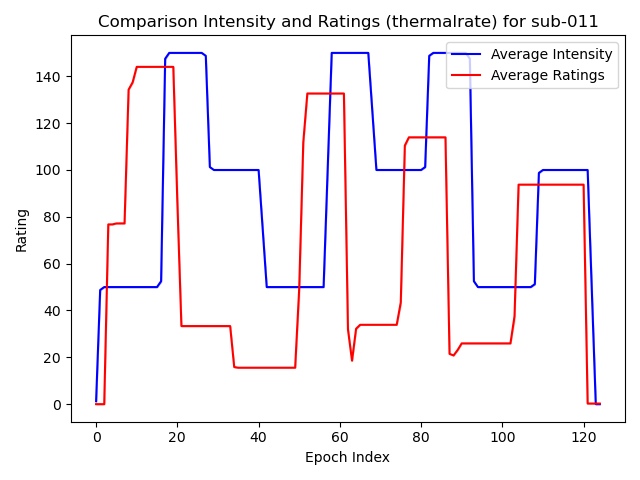 Comparison Intensity and Ratings (thermalrate) for sub-011
Average Intensity
Average Ratings
Rating
140
120
100
80
60
40
20
0
0 20 40 60 80 100 120
Epoch Index